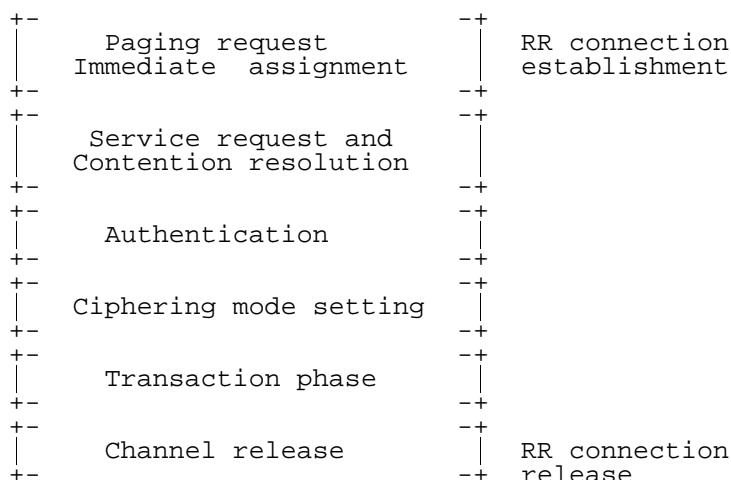 Paging request RR connection
Immediate assignment establishment
Service request and
Contention resolution
Authentication
Ciphering mode setting
Transaction phase
Channel release RR connection
release